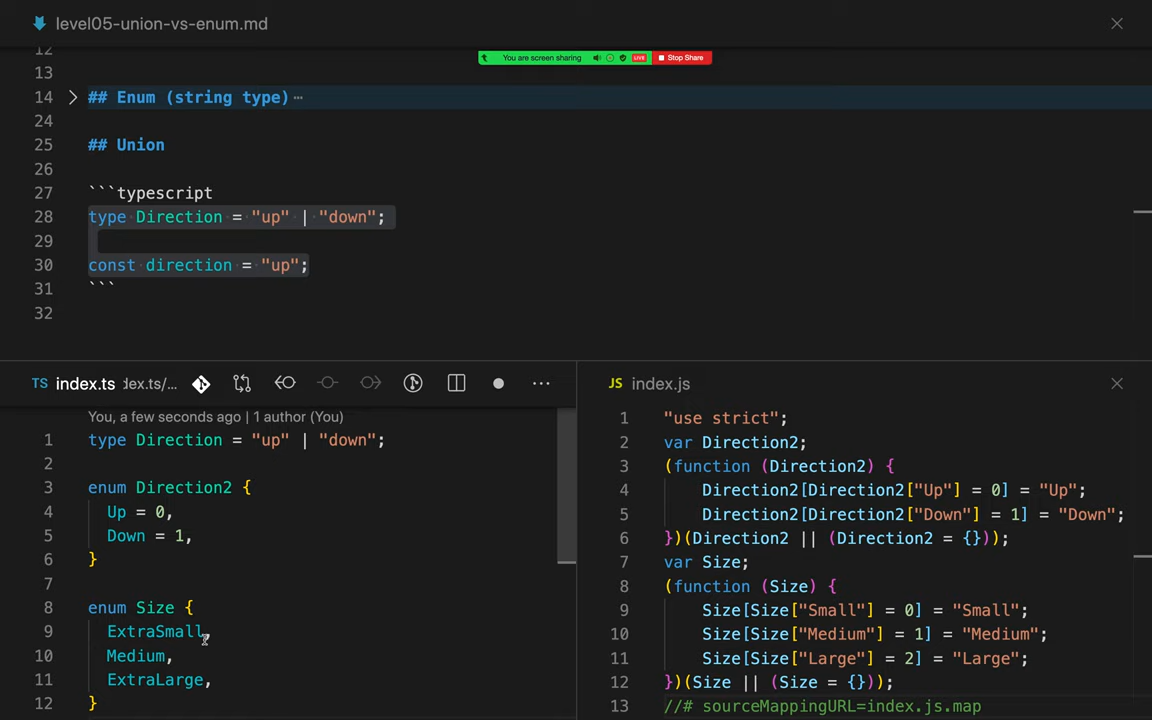 level05-union-vs-enum.md
12
You are screen sharing LIVE Stop Share
13
14 ## Enum (string type) ⋯
24
25 ## Union
26
27 ```typescript
28 type Direction = "up" | "down";
29
30 const direction = "up";
31 ```
32
TS index.ts ɺex.ts/... ...
You, a few seconds ago | 1 author (You)
1 type Direction = "up" | "down";
2
3 enum Direction2 {
4 Up = 0,
5 Down = 1,
6 }
7
8 enum Size {
9 ExtraSmall,
10 Medium,
11 ExtraLarge,
12 }
JS index.js
1 "use strict";
2 var Direction2;
3 (function (Direction2) {
4 Direction2[Direction2["Up"] = 0] = "Up";
5 Direction2[Direction2["Down"] = 1] = "Down";
6 })(Direction2 || (Direction2 = {}));
7 var Size;
8 (function (Size) {
9 Size[Size["Small"] = 0] = "Small";
10 Size[Size["Medium"] = 1] = "Medium";
11 Size[Size["Large"] = 2] = "Large";
12 })(Size || (Size = {}));
13 //# sourceMappingURL=index.js.map